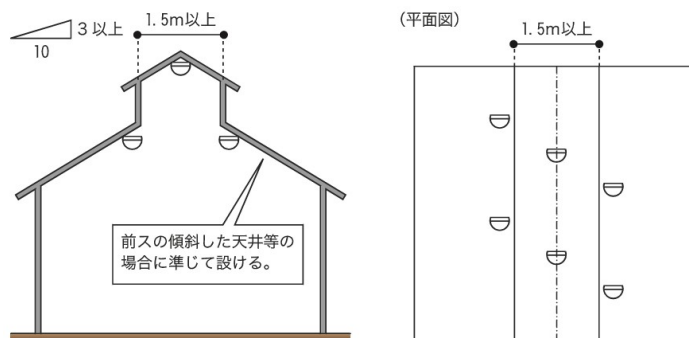 3以上
10
1.5m以上
前スの傾斜した天井等の
場合に準じて設ける。
（平面図）
1.5m以上